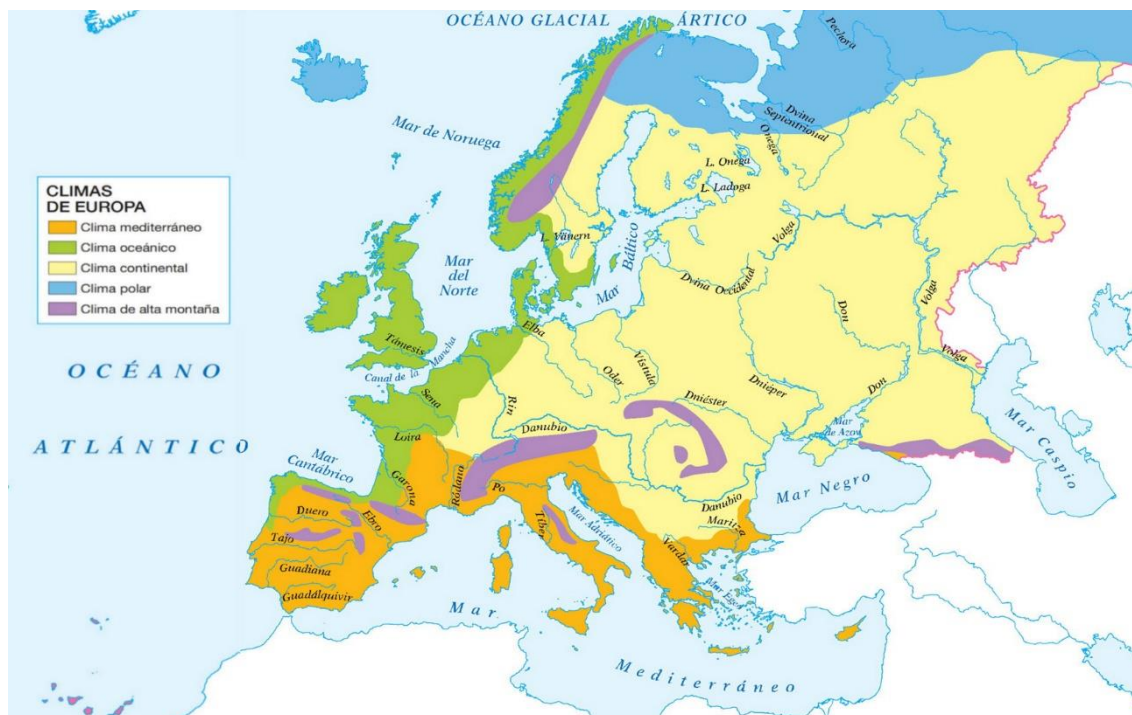 OCÉANO GLACIAL ÁRTICO
Pechora
Mar de Noruega
Dvina
Septentrional
Onega
L. Onega
L. Ladoga
CLIMAS
DE EUROPA
Clima mediterráneo
Clima oceánico
Clima continental
Clima polar
Clima de alta montaña
L. Vänern
Mar
del
Norte
Mar Báltico
Volga
Dvina Occidental
Volga
Don
Volga
Elba
Támesis
Canal de la Mancha
OCÉANO
ATLÁNTICO
Sena
Rin
Oder
Vístula
Dniéper
Don
Dniéster
Danubio
Loira
Mar
de Azov
Mar Caspio
Mar
Cantábrico
Garona
Ródano
Po
Mar Negro
Danubio
Maritza
Duero
Ebro
Tajo
Tíber
Mar Adriático
Vardar
Guadiana
Guadalquivir
Mar Egeo
Mar
Mediterráneo